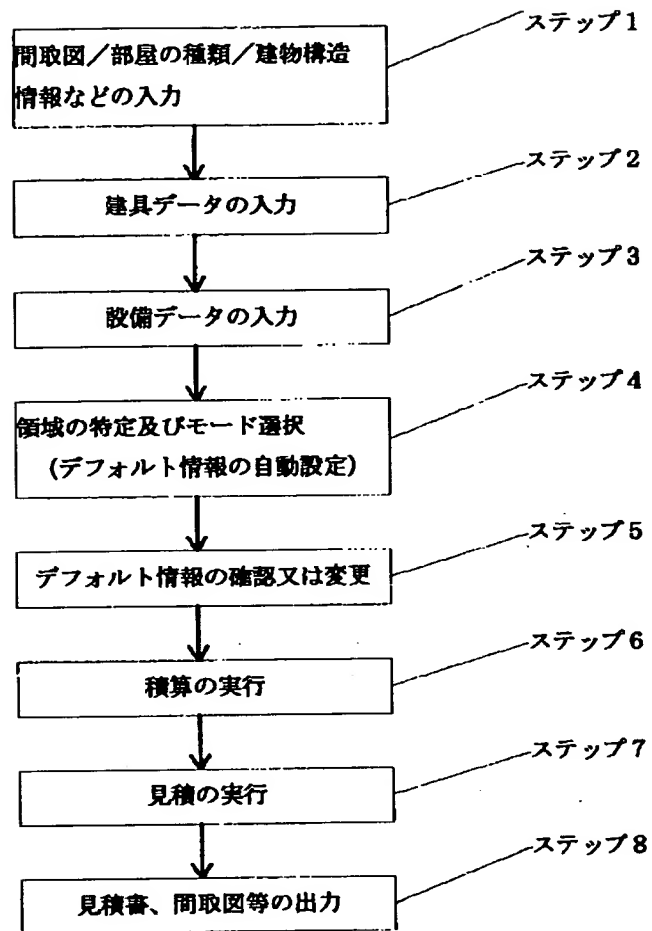 ステップ1
間取図／部屋の種類／建物構造
情報などの入力
ステップ2
建具データの入力
ステップ3
設備データの入力
ステップ4
領域の特定及びモード選択
（デフォルト情報の自動設定）
ステップ5
デフォルト情報の確認又は変更
ステップ6
積算の実行
ステップ7
見積の実行
ステップ8
見積書、間取図等の出力